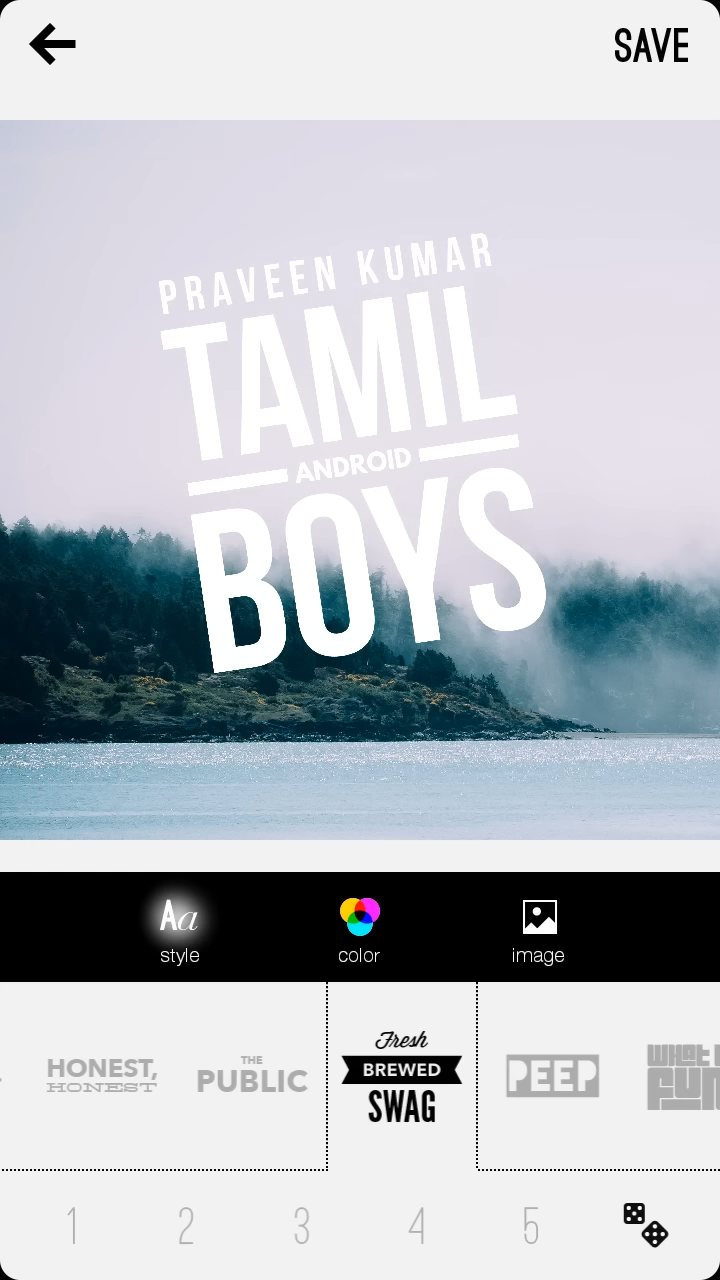 SAVE
PRAVEEN KUMAR
TAMIL
ANDROID
BOYS
style color image
HONEST,
HONEST
THE
PUBLIC
Fresh
BREWED
SWAG
PEEP
1 2 3 4 5